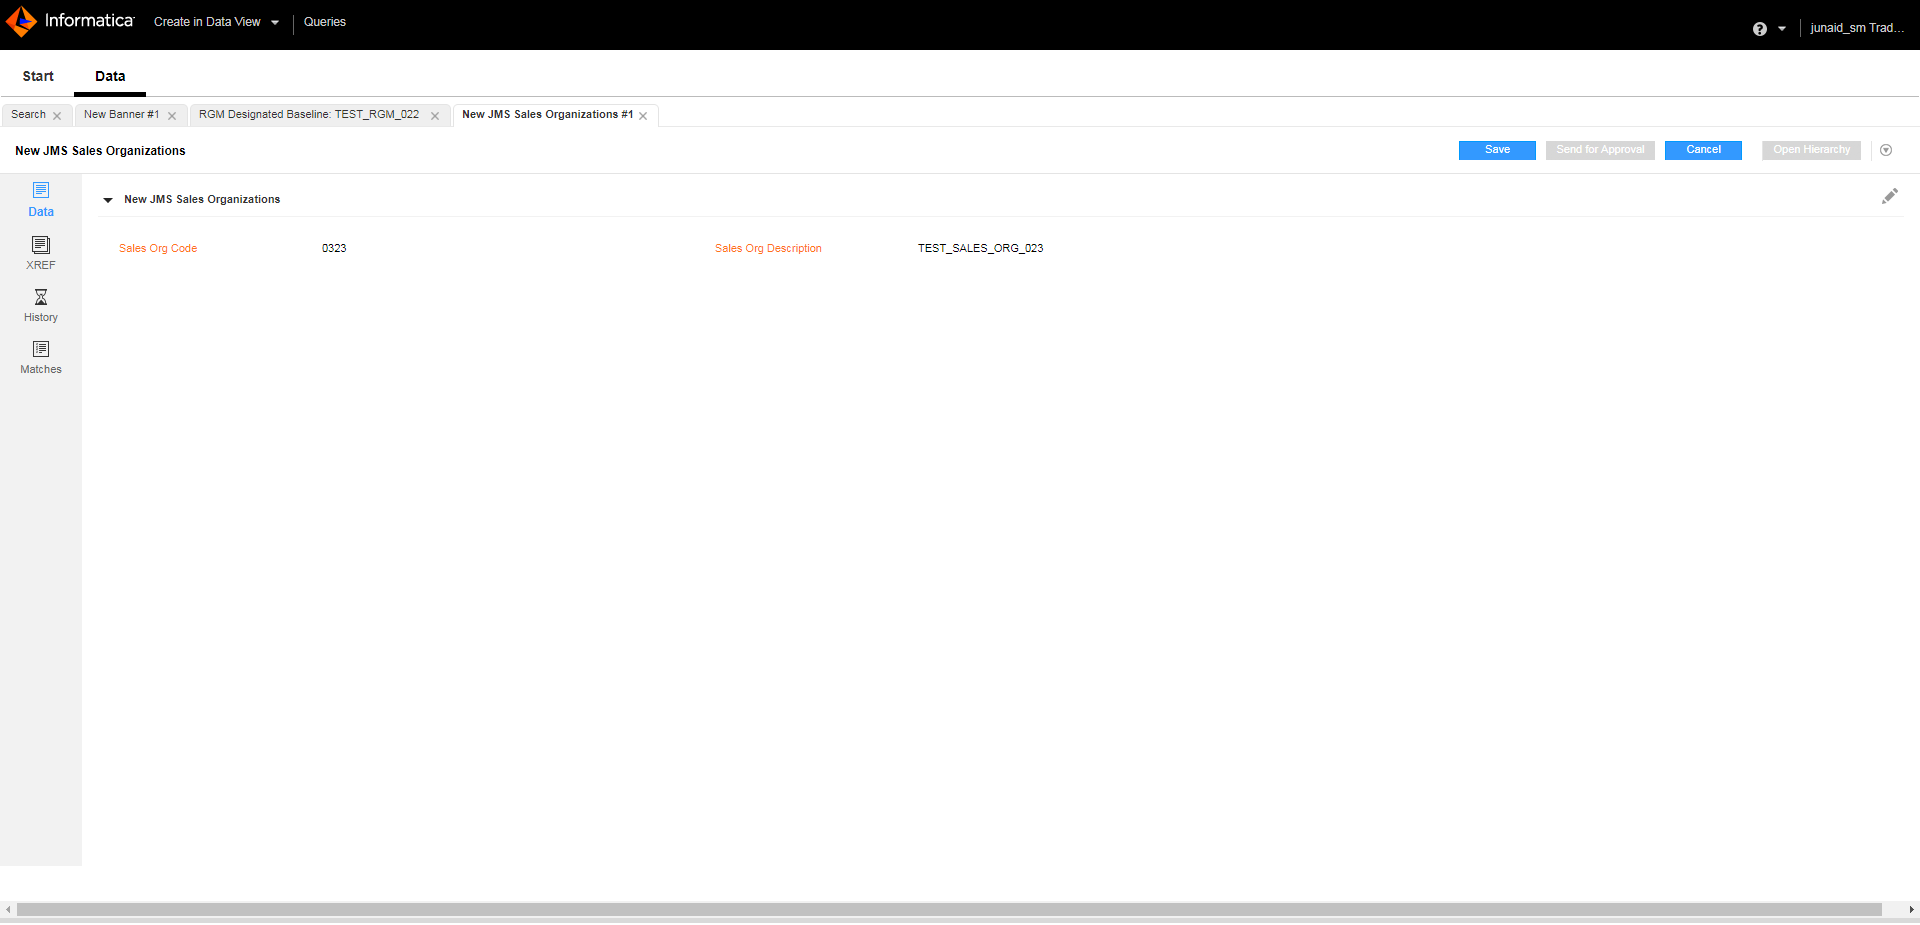 Informatica Create in Data View Queries junaid_sm Trad...
Start Data
Search New Banner #1 RGM Designated Baseline: TEST_RGM_022 New JMS Sales Organizations #1
New JMS Sales Organizations Save Send for Approval Cancel Open Hierarchy
Data
New JMS Sales Organizations
Sales Org Code 0323 Sales Org Description TEST_SALES_ORG_023
XREF
History
Matches